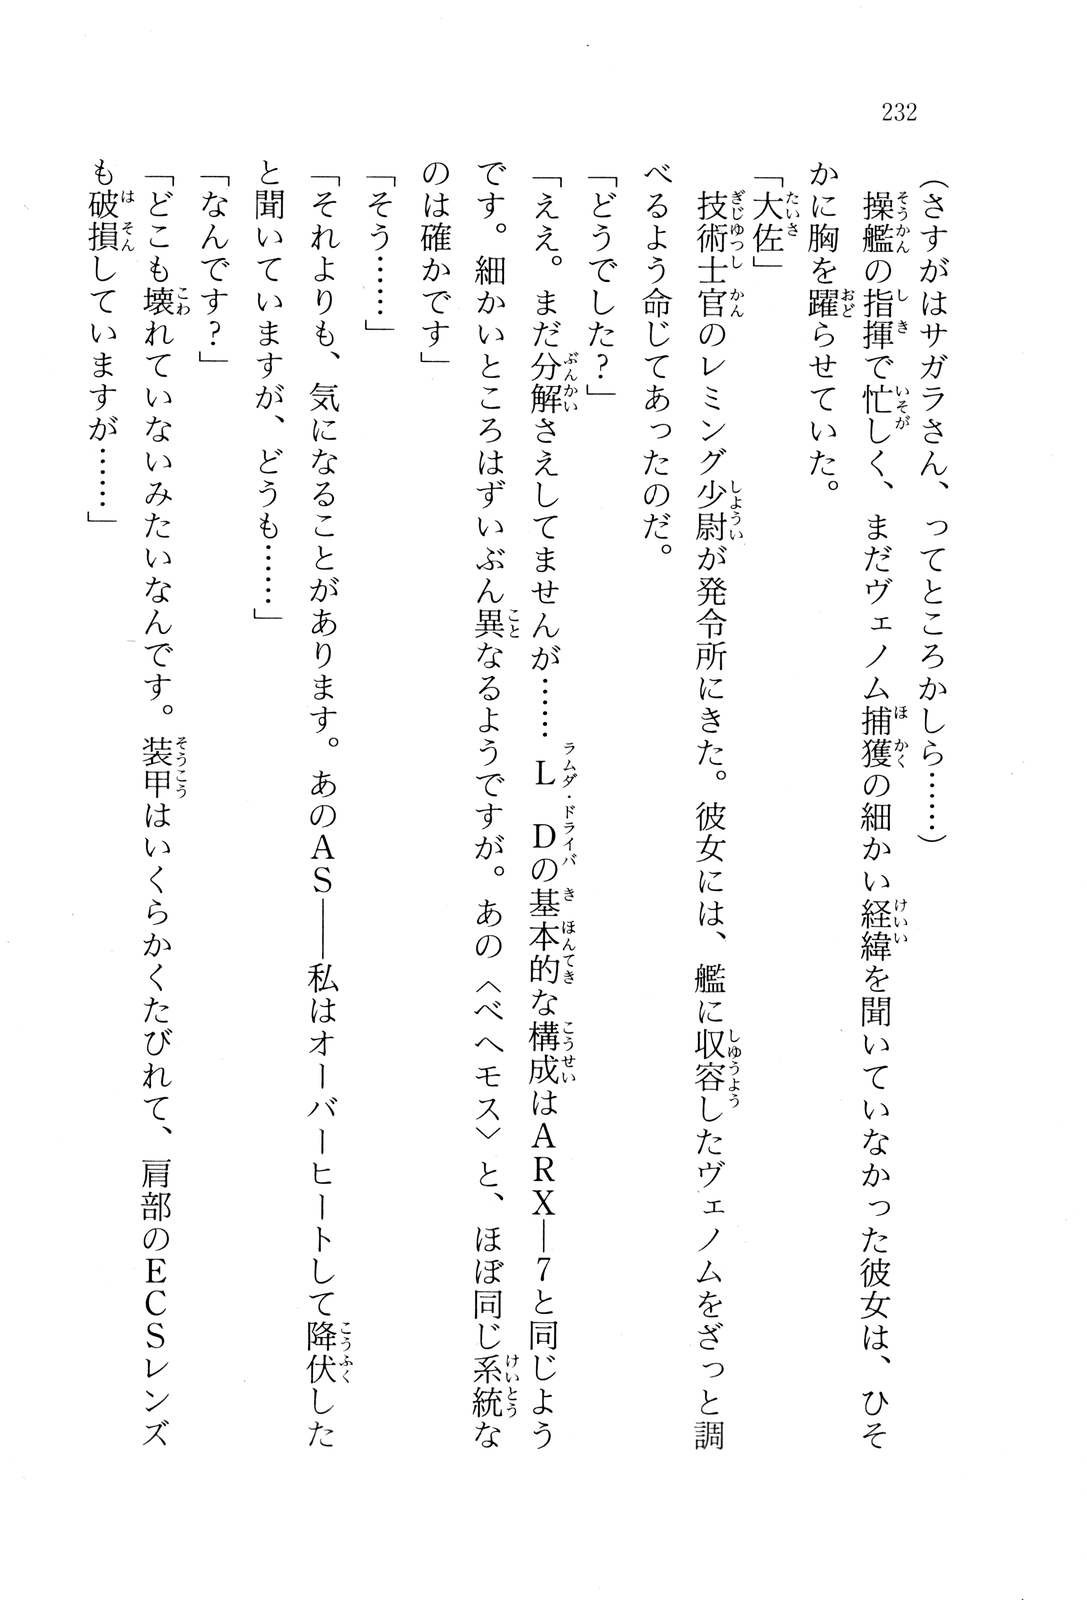 232
（さすがはサガラさん、ってところかしら……）
　操艦の指揮で忙しく、まだヴェノム捕獲の細かい経緯を聞いていなかった彼女は、ひそ
かに胸を躍らせていた。
「大佐」
　技術士官のレミング少尉が発令所にきた。彼女には、艦に収容したヴェノムをざっと調
べるよう命じてあったのだ。
「どうでした？」
「ええ。まだ分解さえしてませんが……ＬＤの基本的な構成はＡＲＸ―７と同じよう
です。細かいところはずいぶん異なるようですが。あの〈ベヘモス〉と、ほぼ同じ系統な
のは確かです」
「そう……」
「それよりも、気になることがあります。あのＡＳ――私はオーバーヒートして降伏した
と聞いていますが、どうも……」
「なんです？」
「どこも壊れていないみたいなんです。装甲はいくらかくたびれて、肩部のＥＣＳレンズ
も破損していますが……」